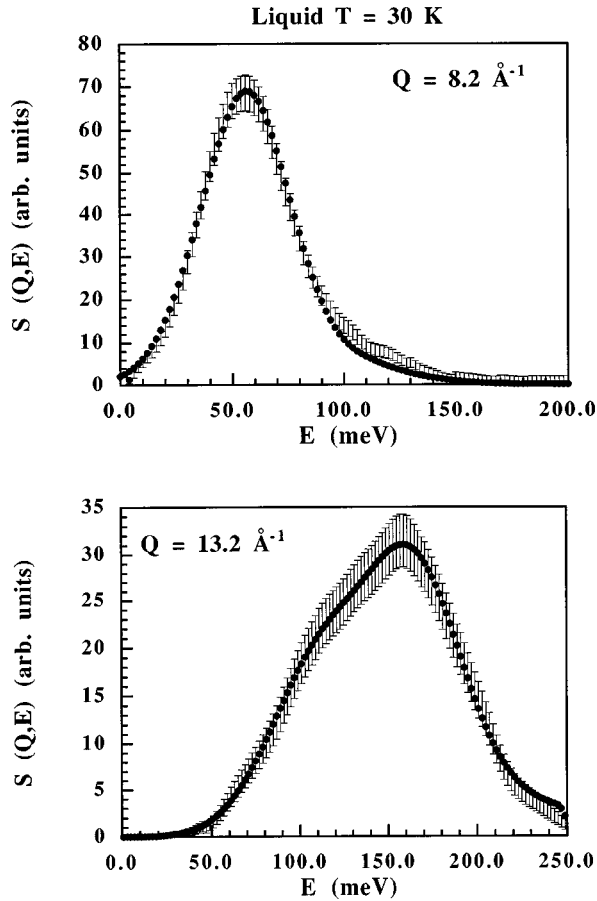 Liquid T = 30 K
Q = 8.2 Å⁻¹
S (Q,E) (arb. units)
80
70
60
50
40
30
20
10
0
0.0 50.0 100.0 150.0 200.0
E (meV)
Q = 13.2 Å⁻¹
S (Q,E) (arb. units)
35
30
25
20
15
10
5
0
0.0 50.0 100.0 150.0 200.0 250.0
E (meV)